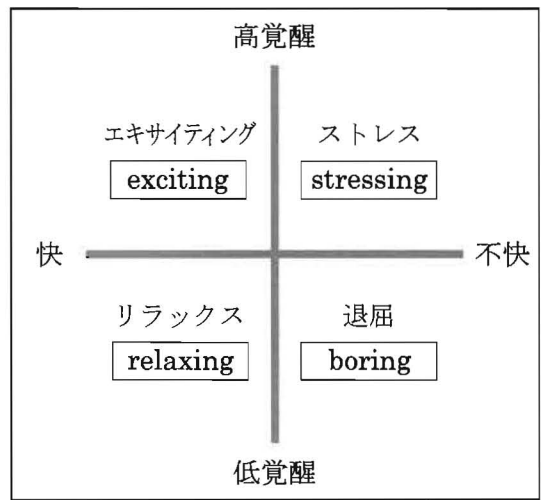 高覚醒
エキサイティング ストレス
exciting stressing
快 不快
リラックス 退屈
relaxing boring
低覚醒